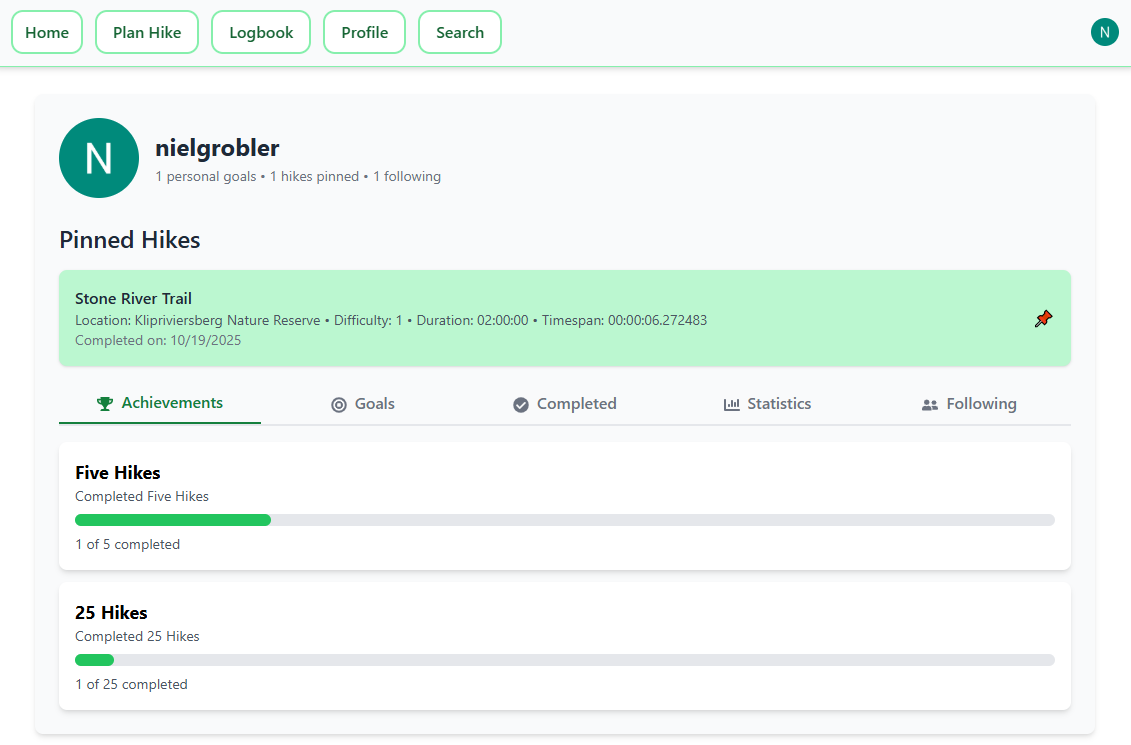 Home Plan Hike Logbook Profile Search N
N
nielgrobler
1 personal goals • 1 hikes pinned • 1 following
Pinned Hikes
Stone River Trail
Location: Klipriviersberg Nature Reserve • Difficulty: 1 • Duration: 02:00:00 • Timespan: 00:00:06.272483
Completed on: 10/19/2025
Achievements Goals Completed Statistics Following
Five Hikes
Completed Five Hikes
1 of 5 completed
25 Hikes
Completed 25 Hikes
1 of 25 completed